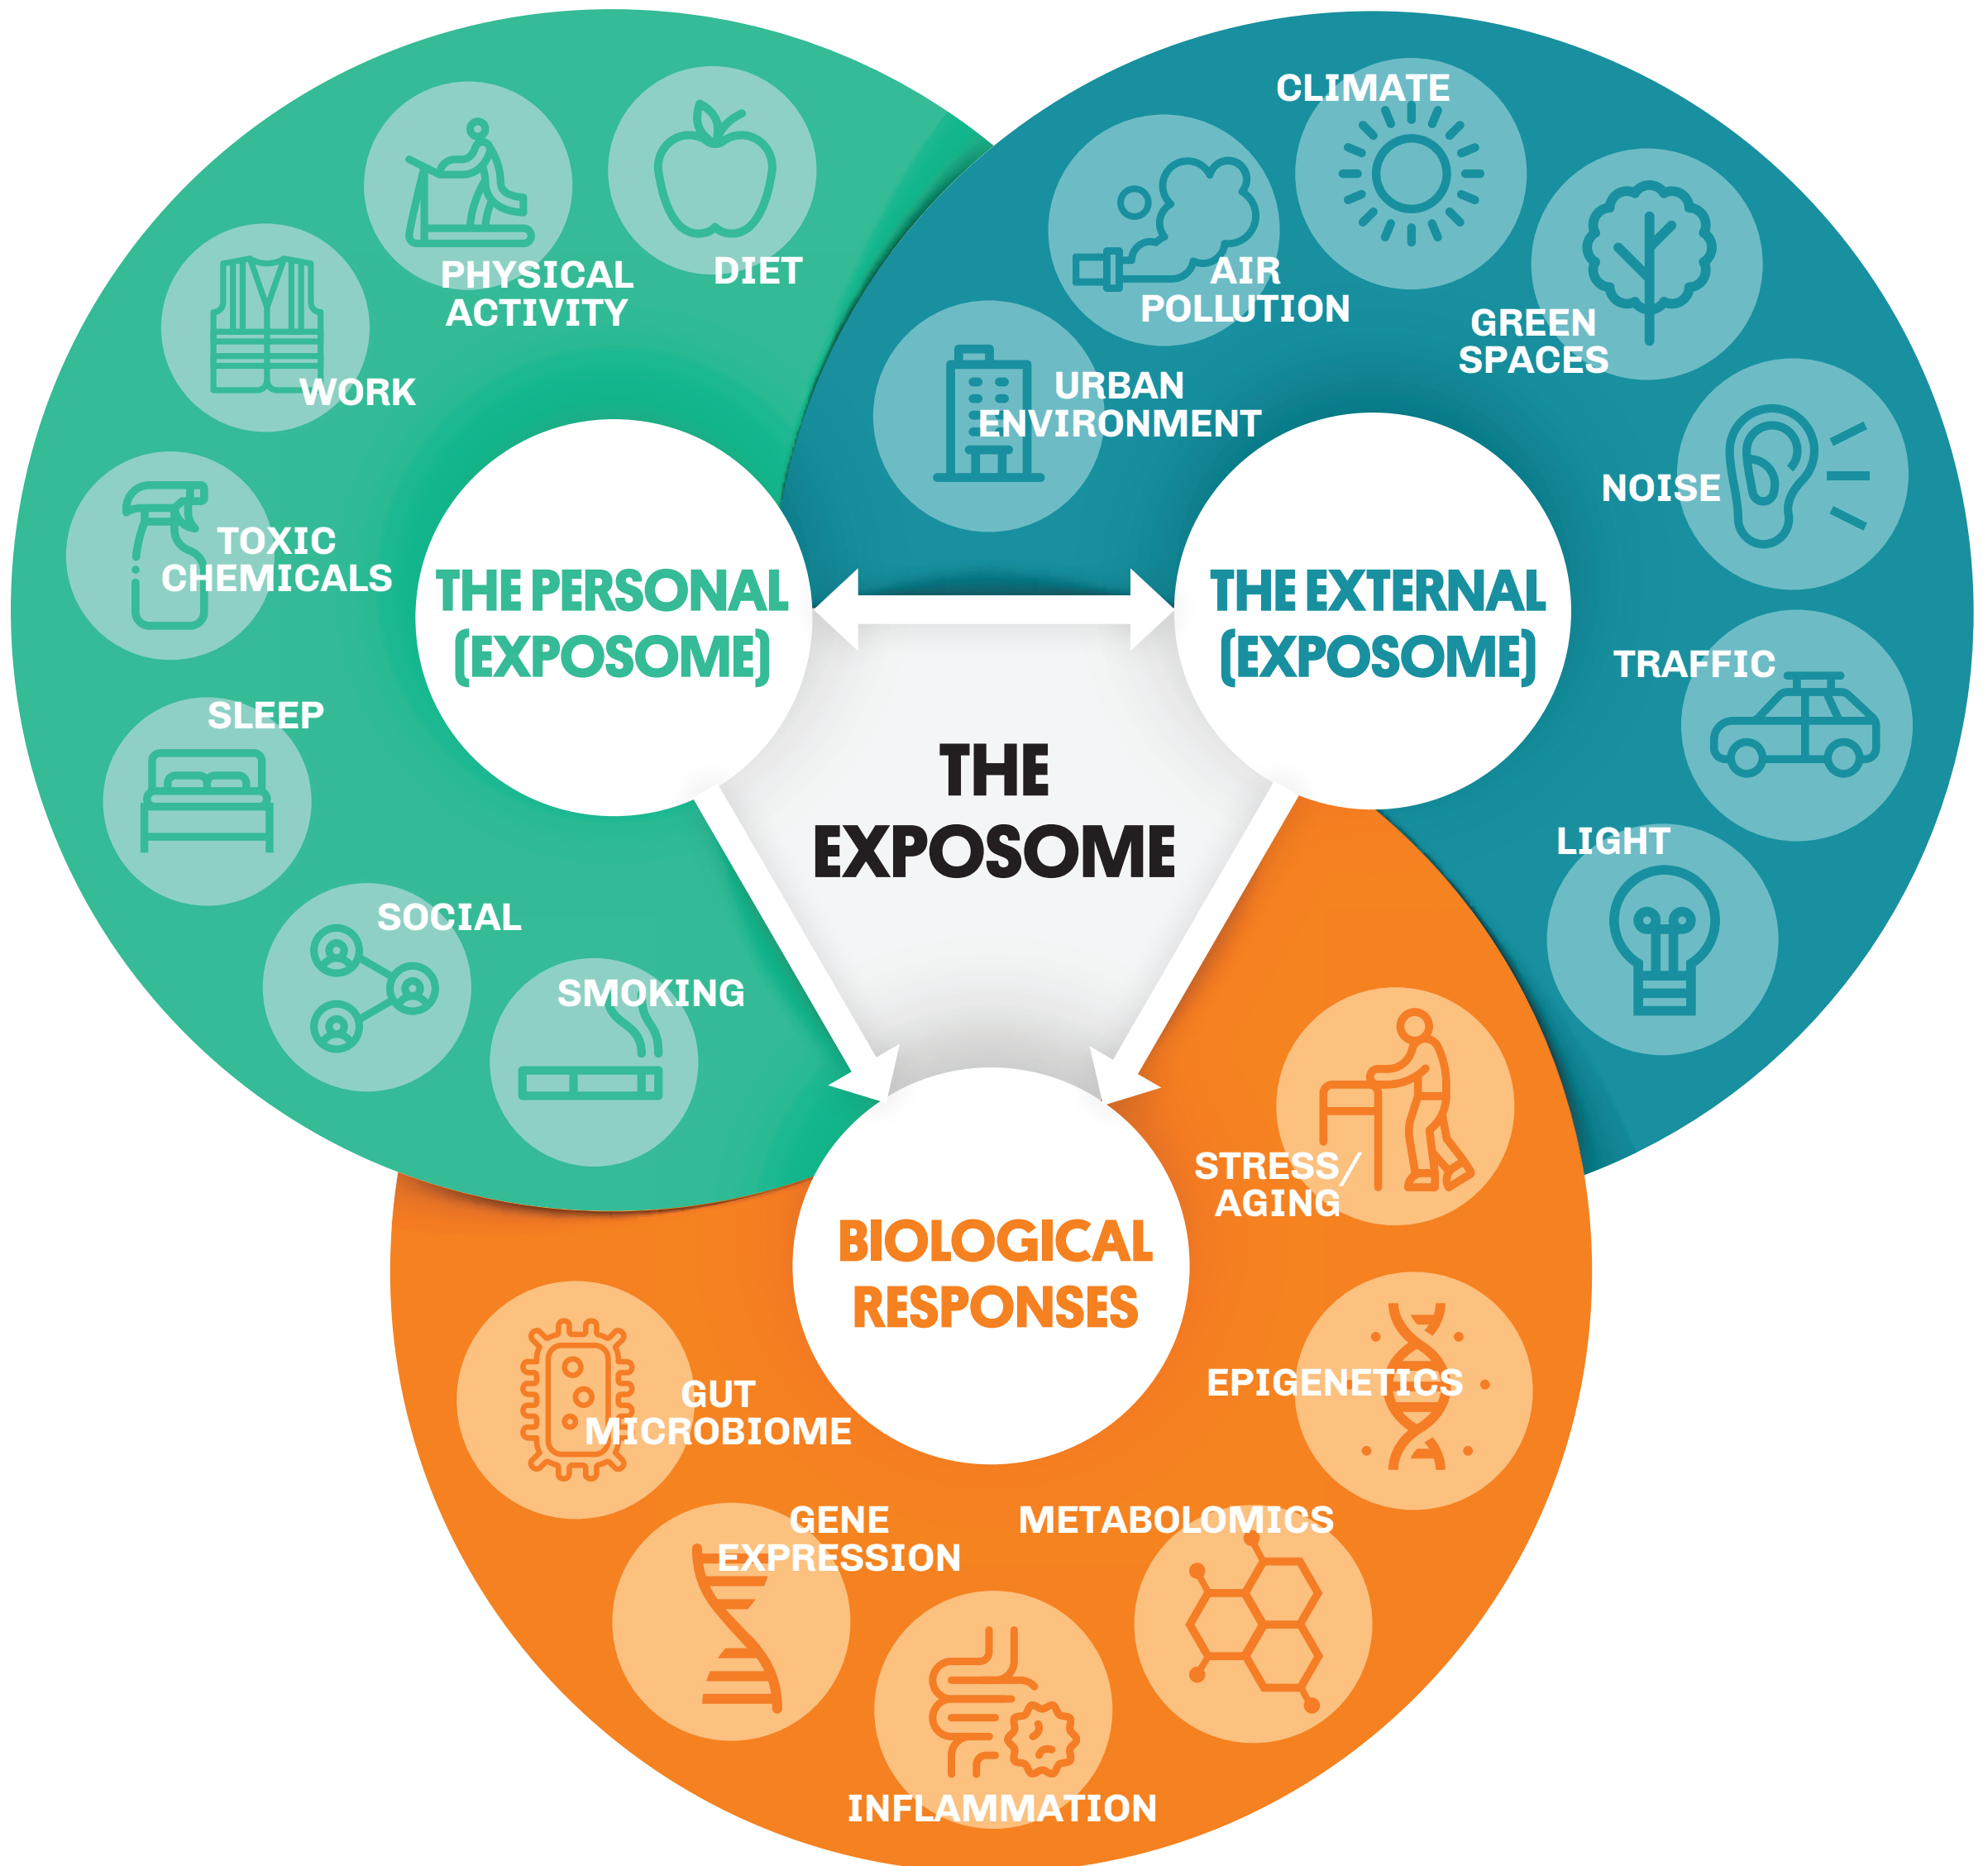 THE
EXPOSOME
THE PERSONAL
(EXPOSOME)
DIET
PHYSICAL
ACTIVITY
WORK
TOXIC
CHEMICALS
SLEEP
SOCIAL
SMOKING
THE EXTERNAL
(EXPOSOME)
URBAN
ENVIRONMENT
AIR
POLLUTION
CLIMATE
GREEN
SPACES
NOISE
TRAFFIC
LIGHT
BIOLOGICAL
RESPONSES
STRESS/
AGING
EPIGENETICS
METABOLOMICS
INFLAMMATION
GENE
EXPRESSION
GUT
MICROBIOME